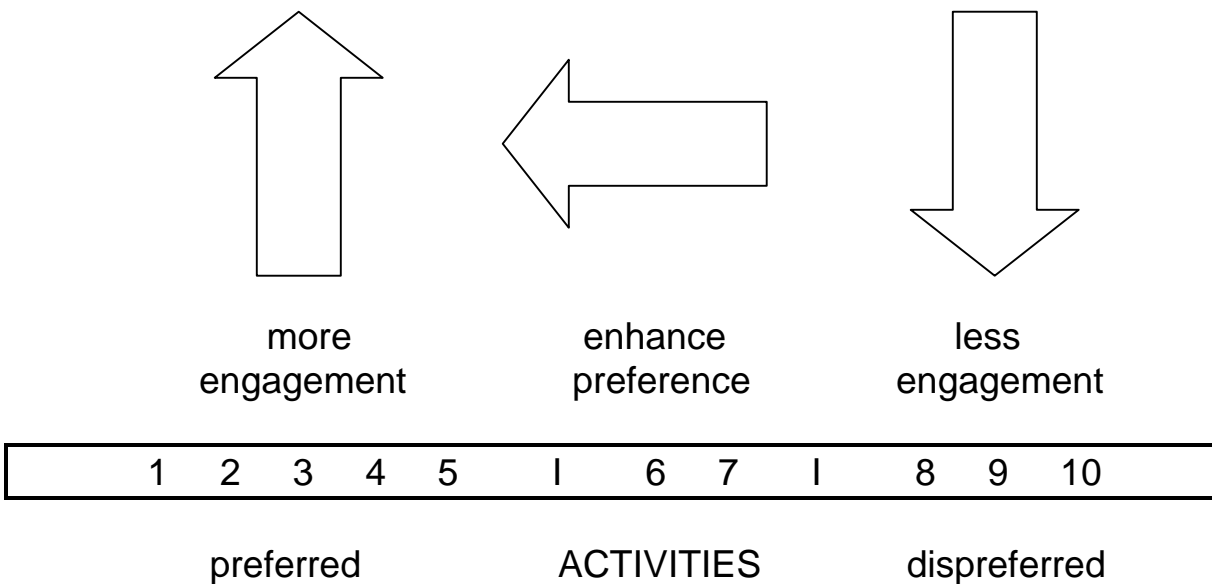 more enhance less
engagement preference engagement
1 2 3 4 5 I 6 7 I 8 9 10
preferred ACTIVITIES dispreferred